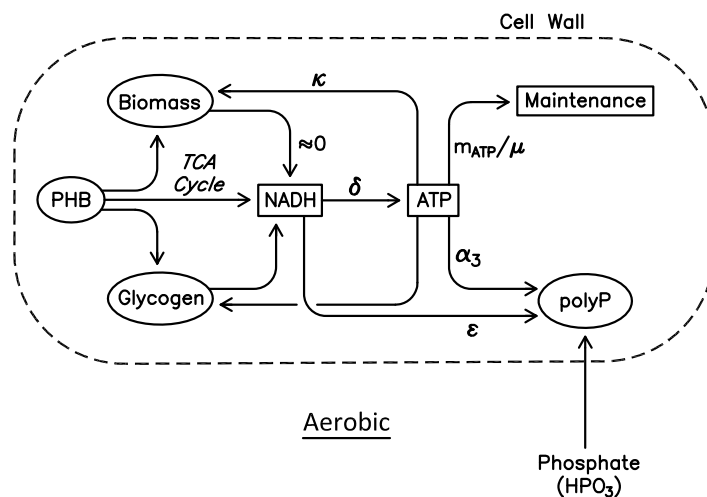 Cell Wall
Biomass
κ
Maintenance
≈0
m_ATP/μ
TCA
Cycle
PHB
NADH
δ
ATP
α₃
Glycogen
polyP
ε
Aerobic
Phosphate
(HPO₃)